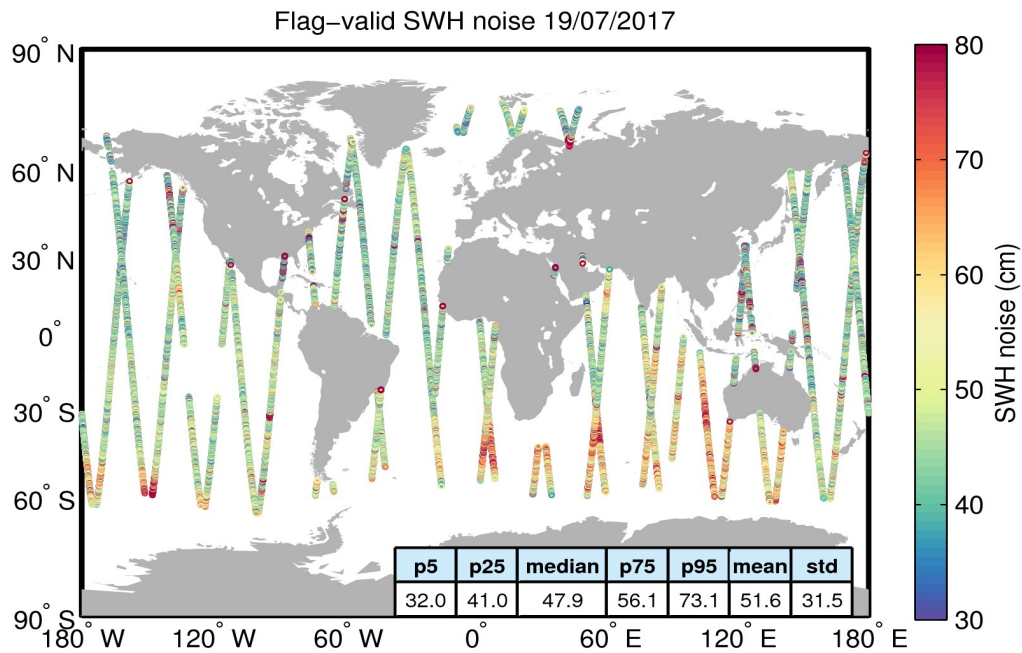 Flag−valid SWH noise 19/07/2017
90° N
60° N
30° N
0°
30° S
60° S
90° S
180° W 120° W 60° W 0° 60° E 120° E 180° E
p5 p25 median p75 p95 mean std
32.0 41.0 47.9 56.1 73.1 51.6 31.5
80
70
60
50
40
30
SWH noise (cm)